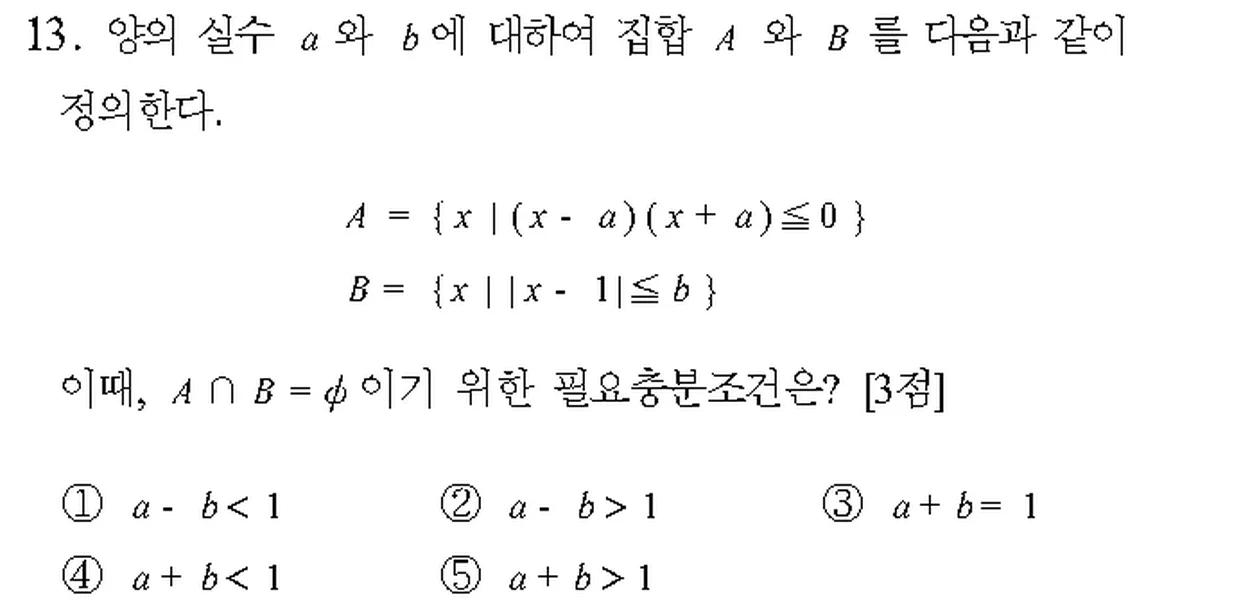 13. 양의 실수 a 와 b 에 대하여 집합 A 와 B 를 다음과 같이
정의한다.
A = { x | (x - a)(x + a) ≦ 0 }
B = { x | |x - 1| ≦ b }
이때, A ∩ B = ϕ 이기 위한 필요충분조건은? [3점]
① a - b < 1 ② a - b > 1 ③ a + b = 1
④ a + b < 1 ⑤ a + b > 1